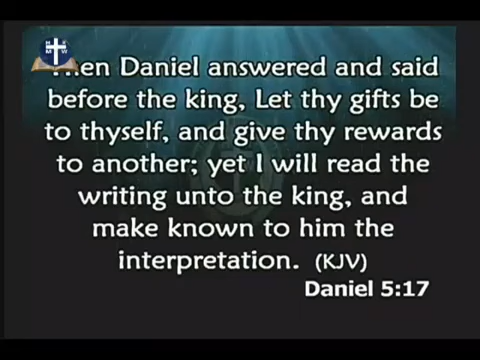 N F
M W
Then Daniel answered and said
before the king, Let thy gifts be
to thyself, and give thy rewards
to another; yet I will read the
writing unto the king, and
make known to him the
interpretation. (KJV)
Daniel 5:17